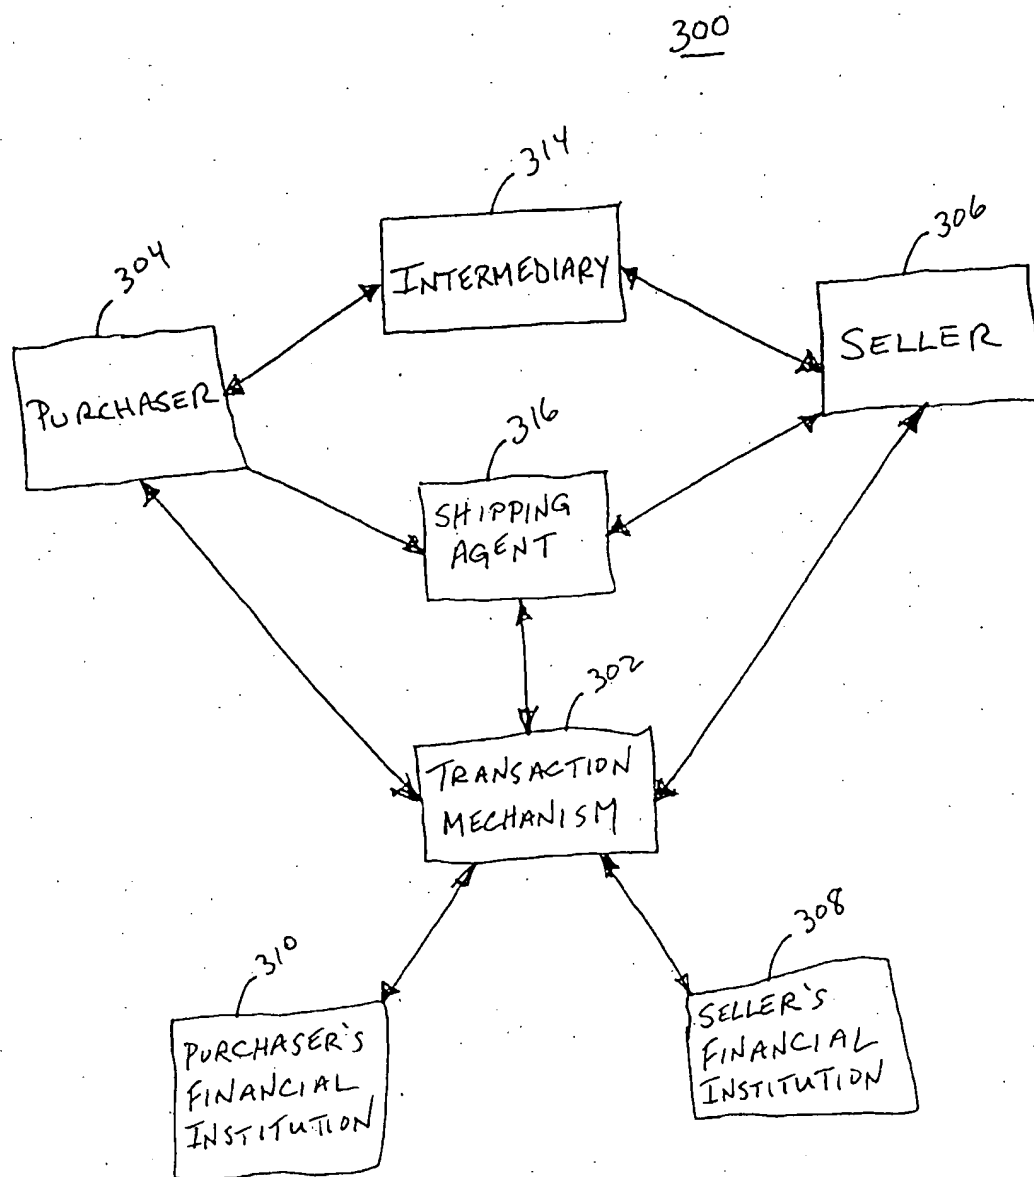 300
314
INTERMEDIARY
304
PURCHASER
306
SELLER
316
SHIPPING
AGENT
302
TRANSACTION
MECHANISM
310
PURCHASER'S
FINANCIAL
INSTITUTION
308
SELLER'S
FINANCIAL
INSTITUTION